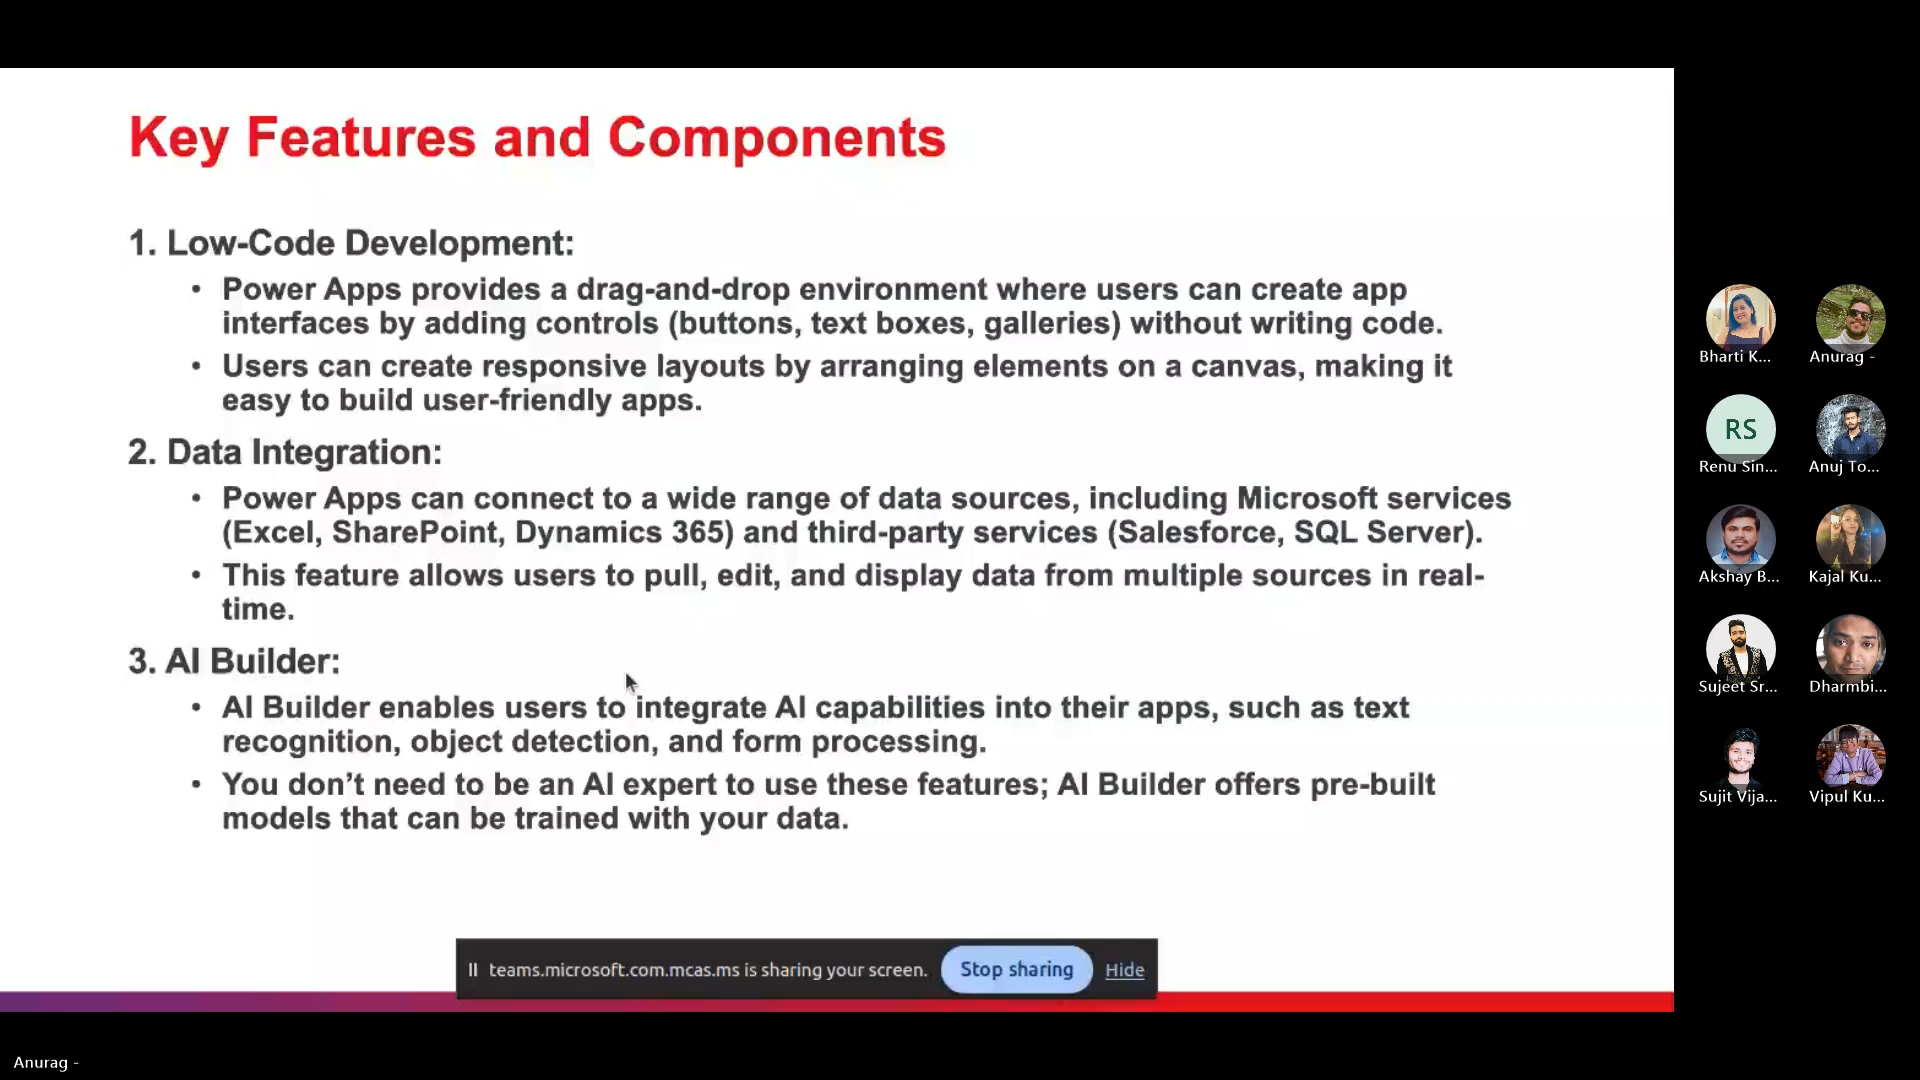 Key Features and Components
1. Low-Code Development:
• Power Apps provides a drag-and-drop environment where users can create app
interfaces by adding controls (buttons, text boxes, galleries) without writing code.
• Users can create responsive layouts by arranging elements on a canvas, making it
easy to build user-friendly apps.
2. Data Integration:
• Power Apps can connect to a wide range of data sources, including Microsoft services
(Excel, SharePoint, Dynamics 365) and third-party services (Salesforce, SQL Server).
• This feature allows users to pull, edit, and display data from multiple sources in real-
time.
3. AI Builder:
• AI Builder enables users to integrate AI capabilities into their apps, such as text
recognition, object detection, and form processing.
• You don’t need to be an AI expert to use these features; AI Builder offers pre-built
models that can be trained with your data.
teams.microsoft.com.mcas.ms is sharing your screen. Stop sharing Hide
Bharti K... Anurag -
RS
Renu Sin... Anuj To...
Akshay B... Kajal Ku...
Sujeet Sr... Dharmbi...
Sujit Vija... Vipul Ku...
Anurag -